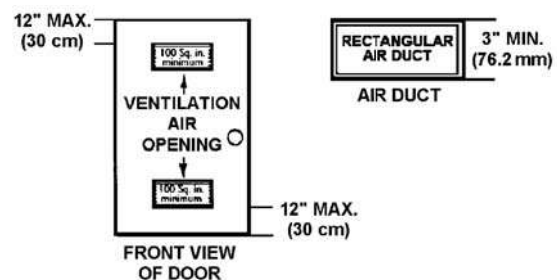 12" MAX.
(30 cm)
100 Sq. in.
minimum
VENTILATION
AIR
OPENING
100 Sq. in.
minimum
12" MAX.
(30 cm)
FRONT VIEW
OF DOOR
RECTANGULAR
AIR DUCT
3" MIN.
(76.2 mm)
AIR DUCT